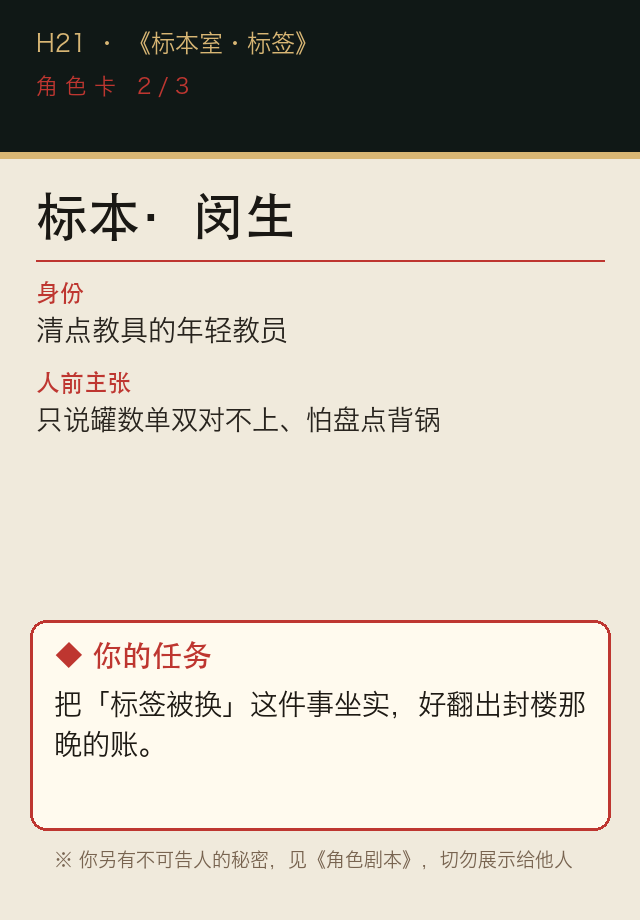 H21 · 《标本室·标签》
角色卡 2/3
标本· 闵生
身份
清点教具的年轻教员
人前主张
只说罐数单双对不上、怕盘点背锅
◆ 你的任务
把「标签被换」这件事坐实，好翻出封楼那
晚的账。
※ 你另有不可告人的秘密，见《角色剧本》，切勿展示给他人